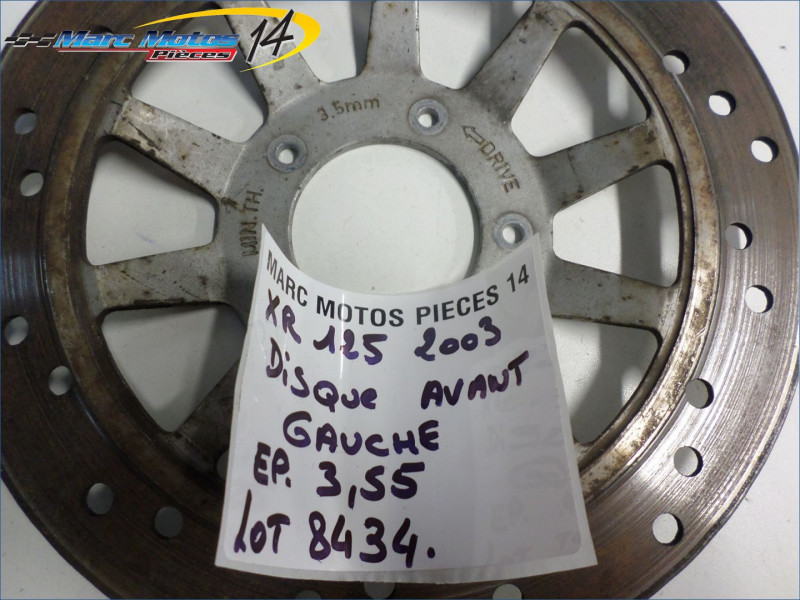 Marc Motos 14
Pièces
3.5mm
⇦DRIVE
MIN.TH.
MARC MOTOS PIECES 14
XR 125 2003
DiSQUE AVANT
GAUCHE
EP. 3,55
LOT 8434.